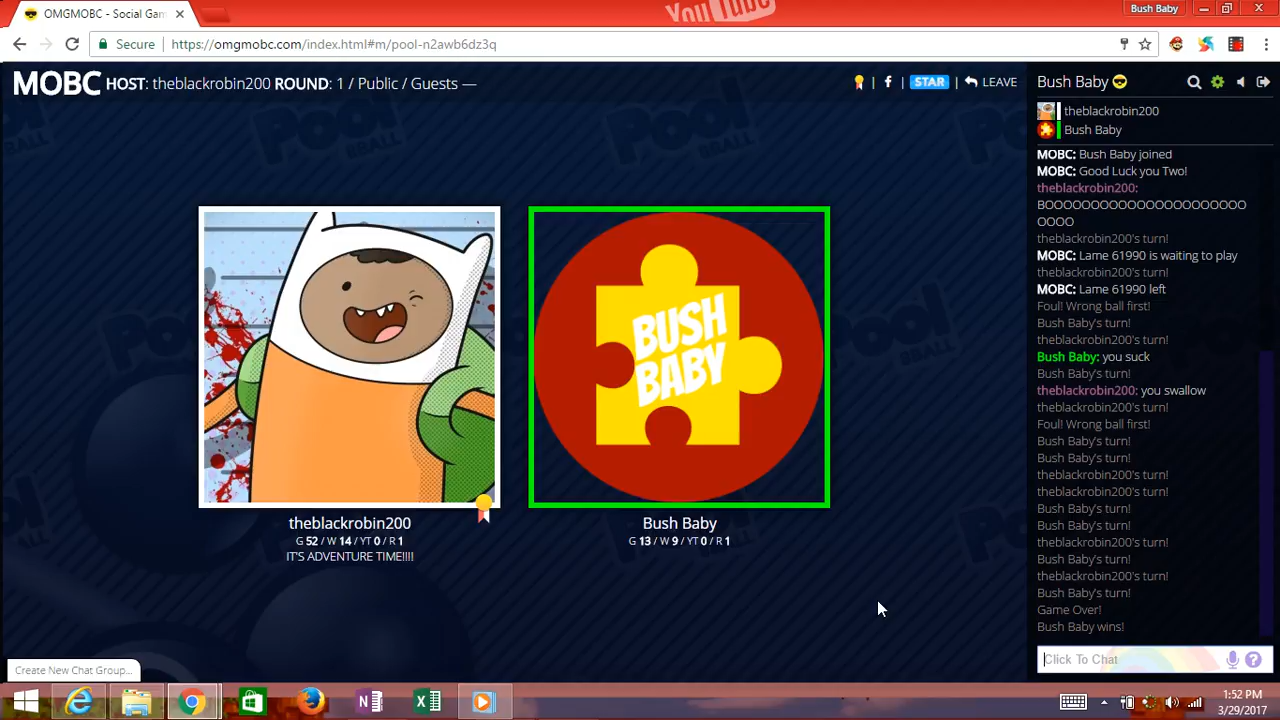 OMGMOBC - Social Gam
YouTube
Bush Baby
Secure
https://omgmobc.com/index.html#m/pool-n2awb6dz3q
MOBC HOST: theblackrobin200 ROUND: 1 / Public / Guests —
f
STAR
LEAVE
BUSH
BABY
theblackrobin200
G 52 / W 14 / YT 0 / R 1
IT'S ADVENTURE TIME!!!!
Bush Baby
G 13 / W 9 / YT 0 / R 1
Create New Chat Group...
Bush Baby
theblackrobin200
Bush Baby
MOBC: Bush Baby joined
MOBC: Good Luck you Two!
theblackrobin200:
BOOOOOOOOOOOOOOOOOOOOO
OOOO
theblackrobin200's turn!
MOBC: Lame 61990 is waiting to play
theblackrobin200's turn!
MOBC: Lame 61990 left
Foul! Wrong ball first!
Bush Baby's turn!
theblackrobin200's turn!
Bush Baby: you suck
Bush Baby's turn!
theblackrobin200: you swallow
theblackrobin200's turn!
Foul! Wrong ball first!
Bush Baby's turn!
Bush Baby's turn!
theblackrobin200's turn!
theblackrobin200's turn!
Bush Baby's turn!
Bush Baby's turn!
theblackrobin200's turn!
Bush Baby's turn!
theblackrobin200's turn!
Bush Baby's turn!
Game Over!
Bush Baby wins!
Click To Chat
1:52 PM
3/29/2017